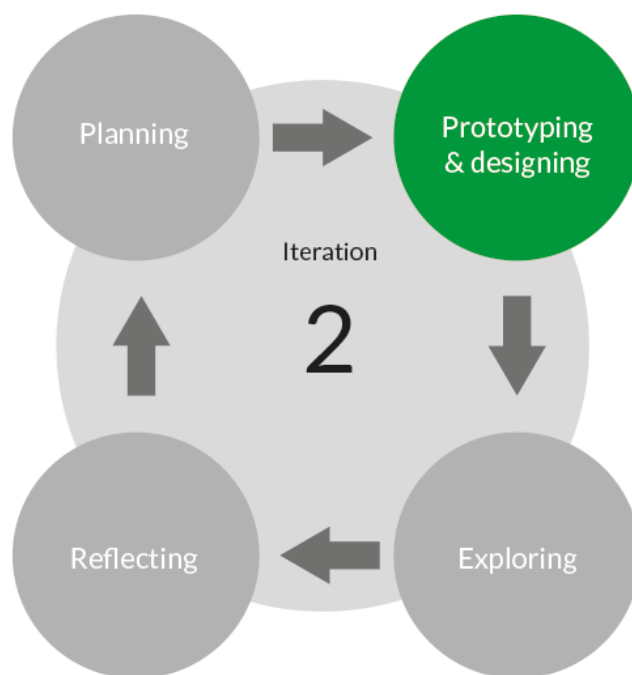 Planning
Prototyping
& designing
Iteration
2
Reflecting
Exploring